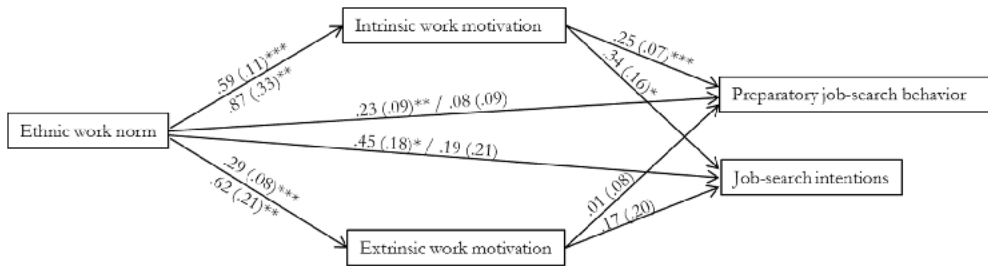 Intrinsic work motivation
.59 (.11)***
.87 (.33)**
.25 (.07)***
.34 (.16)*
Preparatory job-search behavior
.23 (.09)** / .08 (.09)
Ethnic work norm
.45 (.18)* / .19 (.21)
Job-search intentions
.29 (.08)***
.62 (.21)**
.01 (.08)
.17 (.20)
Extrinsic work motivation